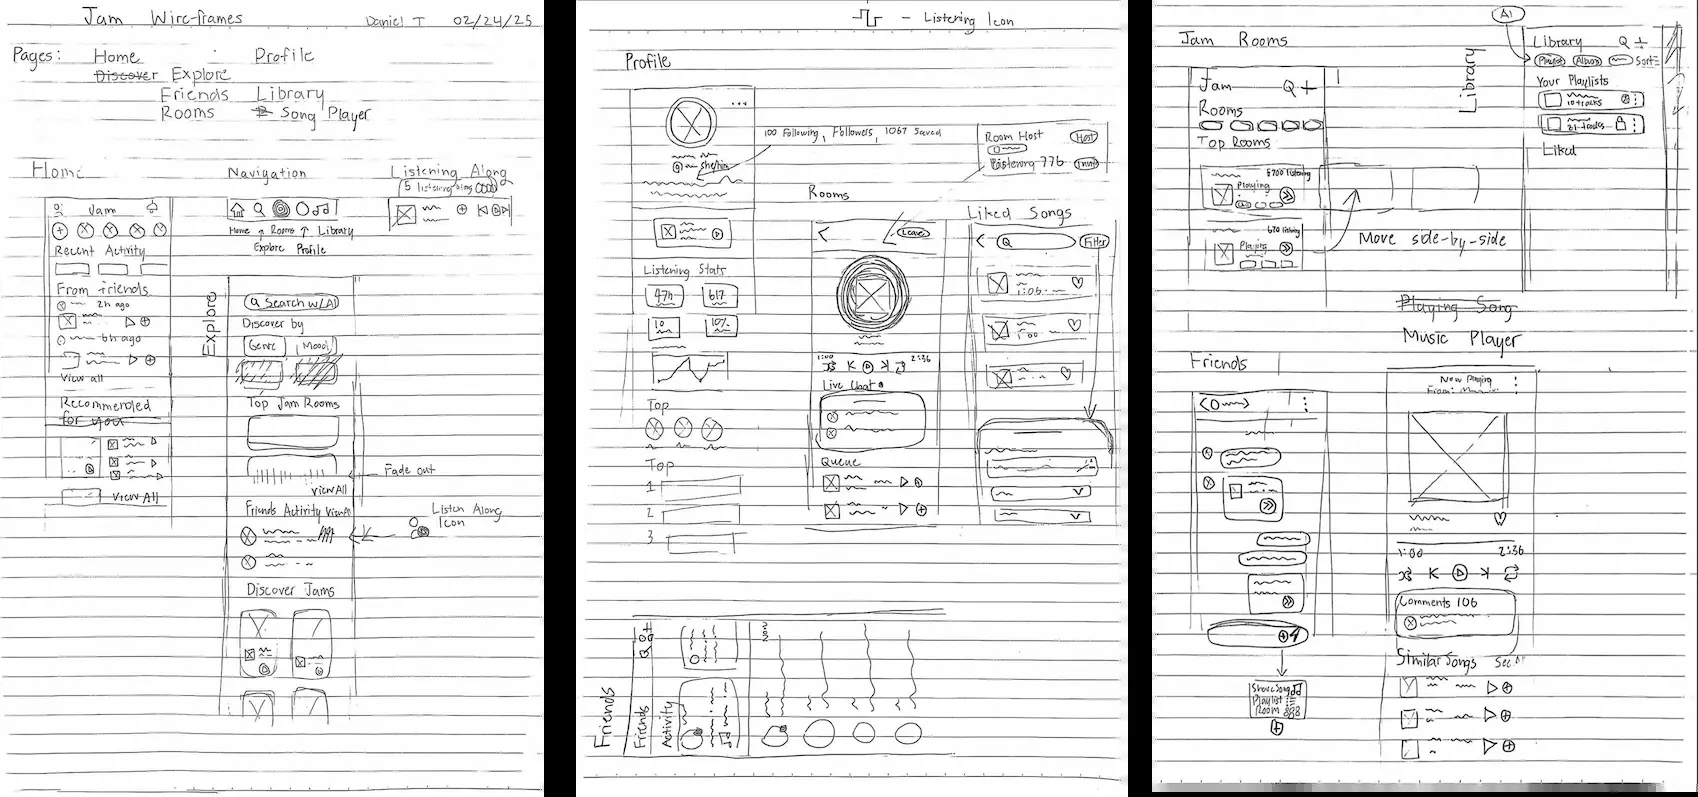 Jam Wire-frames Daniel T 02/24/25
Pages: Home Profile
Discover Explore
Friends Library
Rooms Song Player
Home
Jam
Recent Activity
From friends
2h ago
6h ago
View all
Recommended
for you
View All
Navigation
Home Rooms Library
Explore Profile
Listening Along
5 listening along
Explore
Search w/AI
Discover by
Genre Mood
Top Jam Rooms
Fade out
View All
Friends Activity View All
Listen Along
Icon
Discover Jams
- Listening Icon
Profile
she/him
100 Following, Followers, 1067 Saved
Room Host Host
Listening 776
Listening Stats
47h 617
10 10%
Top
Top
1
2
3
Rooms
Leave
1:00 2:36
Live Chat
Queue
Liked Songs
Filter
Friends
Friends
Activity
Jam Rooms
Jam
Rooms
Top Rooms
5700 listening
Playing
670 listening
Playing
Move side-by-side
Library
AI
Library
Playlist Albums Sort
Your Playlists
10 tracks
21 tracks
Liked
Playing Song
Music Player
Friends
Share Song
Playlist
Room
Now Playing
From:
1:00 2:36
Comments 106
Similar Songs